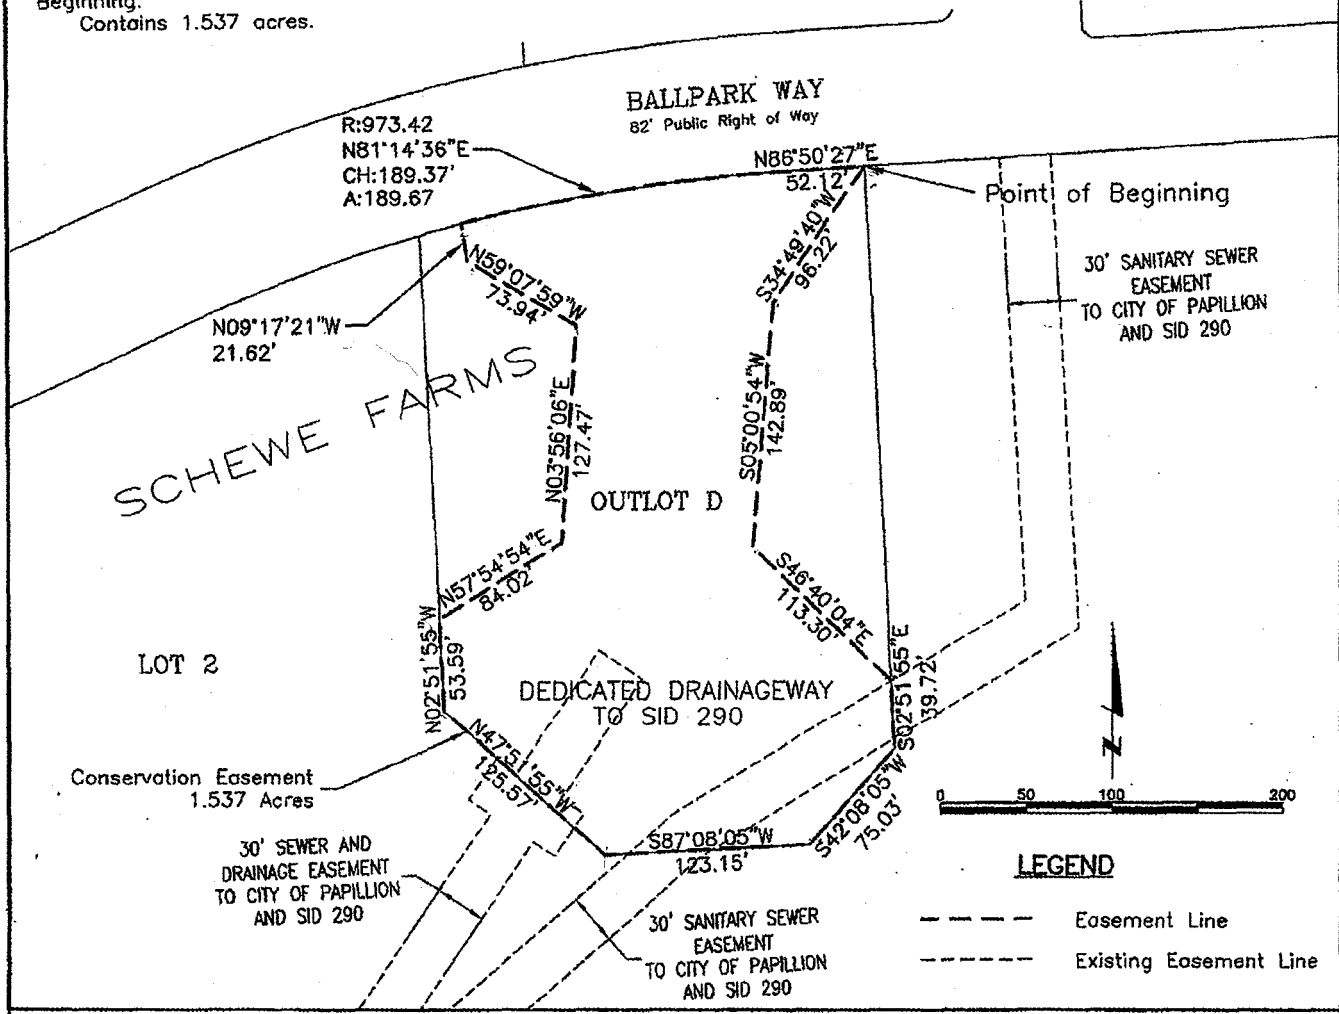 Beginning.
Contains 1.537 acres.
BALLPARK WAY
82' Public Right of Way
R:973.42
N81°14'36"E
CH:189.37'
A:189.67
N86°50'27"E
52.12'
Point of Beginning
S34°49'40"W
96.22'
N59°07'59"W
73.94'
N09°17'21"W
21.62'
30' SANITARY SEWER
EASEMENT
TO CITY OF PAPILLION
AND SID 290
SCHEWE FARMS
N03°56'06"E
127.47'
S05°00'54"W
142.89'
OUTLOT D
N57°54'54"E
84.02'
S46°40'04"E
113.30'
LOT 2
N02°51'55"W
53.59'
DEDICATED DRAINAGEWAY
TO SID 290
S02°51'55"E
39.72'
N47°51'55"W
125.57'
Conservation Easement
1.537 Acres
S42°08'05"W
75.03'
S87°08'05"W
123.15'
N
0 50 100 200
30' SEWER AND
DRAINAGE EASEMENT
TO CITY OF PAPILLION
AND SID 290
30' SANITARY SEWER
EASEMENT
TO CITY OF PAPILLION
AND SID 290
LEGEND
Easement Line
Existing Easement Line